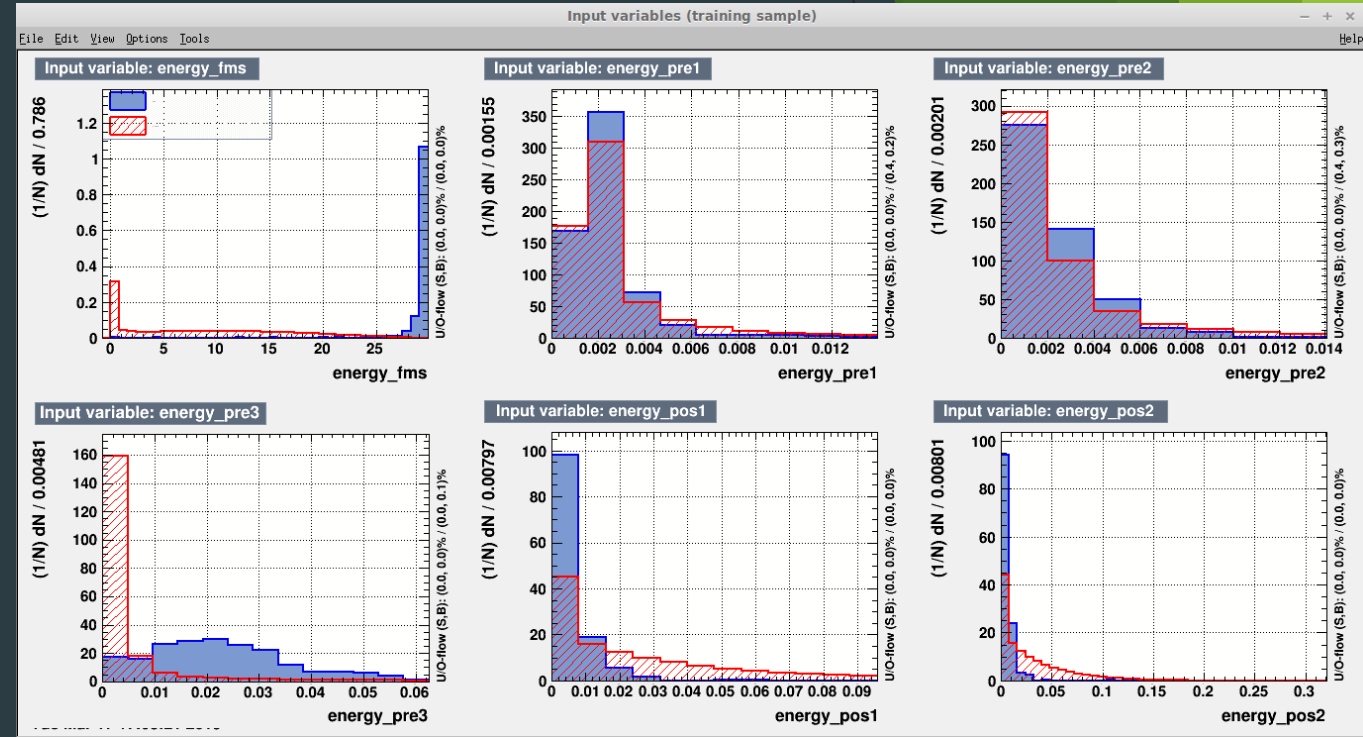 Input variables (training sample)
File Edit View Options Tools Help
Input variable: energy_fms
(1/N) dN / 0.786
1.2
1
0.8
0.6
0.4
0.2
0
0 5 10 15 20 25
energy_fms
U/O-flow (S,B): (0.0, 0.0)% / (0.0, 0.0)%
Input variable: energy_pre1
(1/N) dN / 0.00155
350
300
250
200
150
100
50
0
0 0.002 0.004 0.006 0.008 0.01 0.012
energy_pre1
U/O-flow (S,B): (0.0, 0.0)% / (0.4, 0.2)%
Input variable: energy_pre2
(1/N) dN / 0.00201
300
250
200
150
100
50
0
0 0.002 0.004 0.006 0.008 0.01 0.012 0.014
energy_pre2
U/O-flow (S,B): (0.0, 0.0)% / (0.4, 0.3)%
Input variable: energy_pre3
(1/N) dN / 0.00481
160
140
120
100
80
60
40
20
0
0 0.01 0.02 0.03 0.04 0.05 0.06
energy_pre3
U/O-flow (S,B): (0.0, 0.0)% / (0.0, 0.1)%
Input variable: energy_pos1
(1/N) dN / 0.00797
100
80
60
40
20
0
0 0.01 0.02 0.03 0.04 0.05 0.06 0.07 0.08 0.09
energy_pos1
U/O-flow (S,B): (0.0, 0.0)% / (0.0, 0.0)%
Input variable: energy_pos2
(1/N) dN / 0.00801
100
80
60
40
20
0
0 0.05 0.1 0.15 0.2 0.25 0.3
energy_pos2
U/O-flow (S,B): (0.0, 0.0)% / (0.0, 0.0)%